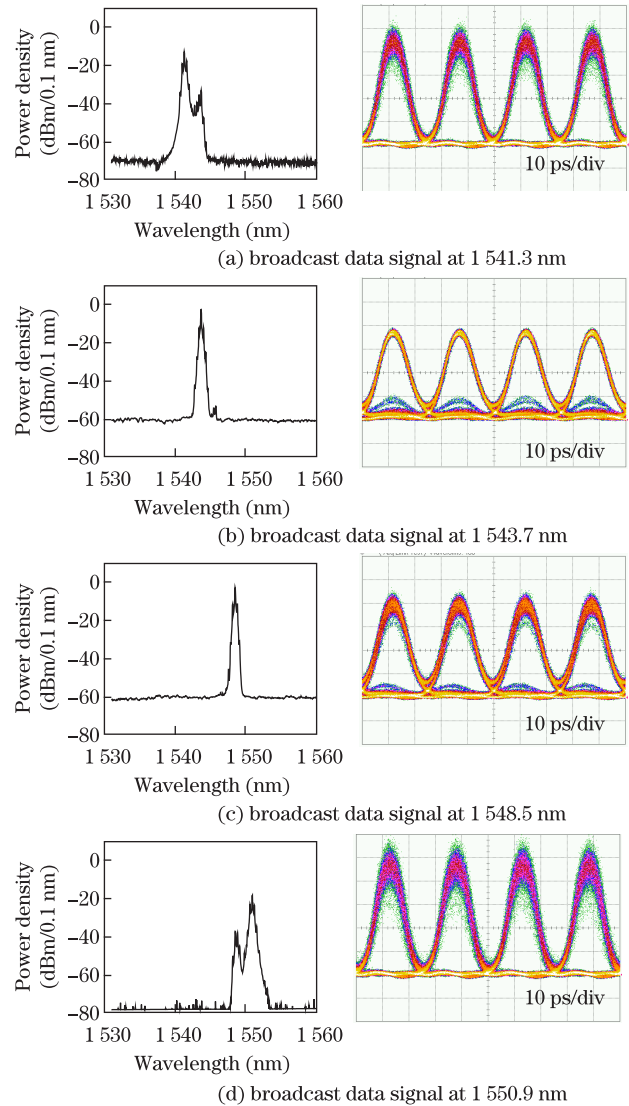 0
−20
−40
−60
−80
Power density
(dBm/0.1 nm)
1 530 1 540 1 550 1 560
Wavelength (nm)
10 ps/div
(a) broadcast data signal at 1 541.3 nm
0
−20
−40
−60
−80
Power density
(dBm/0.1 nm)
1 530 1 540 1 550 1 560
Wavelength (nm)
10 ps/div
(b) broadcast data signal at 1 543.7 nm
0
−20
−40
−60
−80
Power density
(dBm/0.1 nm)
1 530 1 540 1 550 1 560
Wavelength (nm)
10 ps/div
(c) broadcast data signal at 1 548.5 nm
0
−20
−40
−60
−80
Power density
(dBm/0.1 nm)
1 530 1 540 1 550 1 560
Wavelength (nm)
10 ps/div
(d) broadcast data signal at 1 550.9 nm